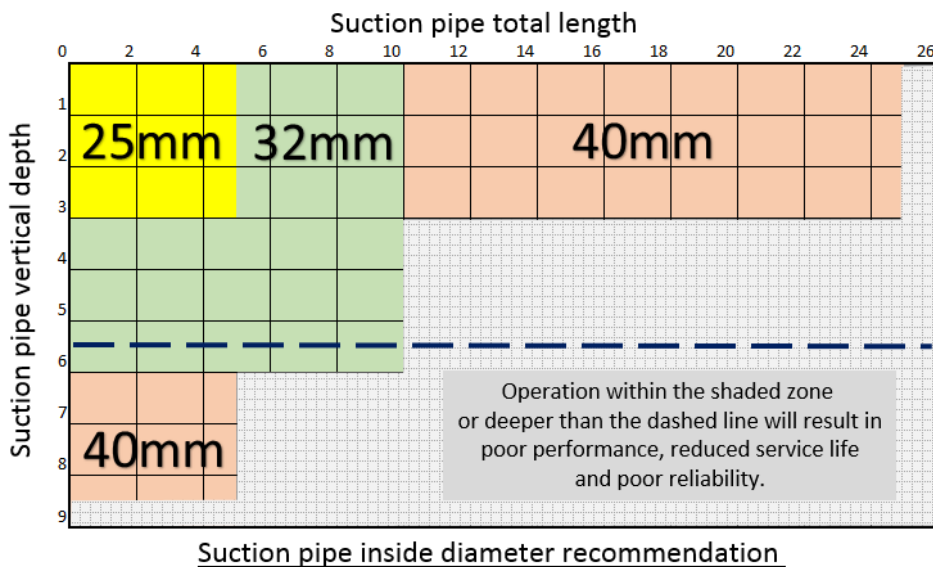 Suction pipe total length
0 2 4 6 8 10 12 14 16 18 20 22 24 26
Suction pipe vertical depth
1
2
3
4
5
6
7
8
9
25mm 32mm 40mm
40mm
Operation within the shaded zone
or deeper than the dashed line will result in
poor performance, reduced service life
and poor reliability.
Suction pipe inside diameter recommendation